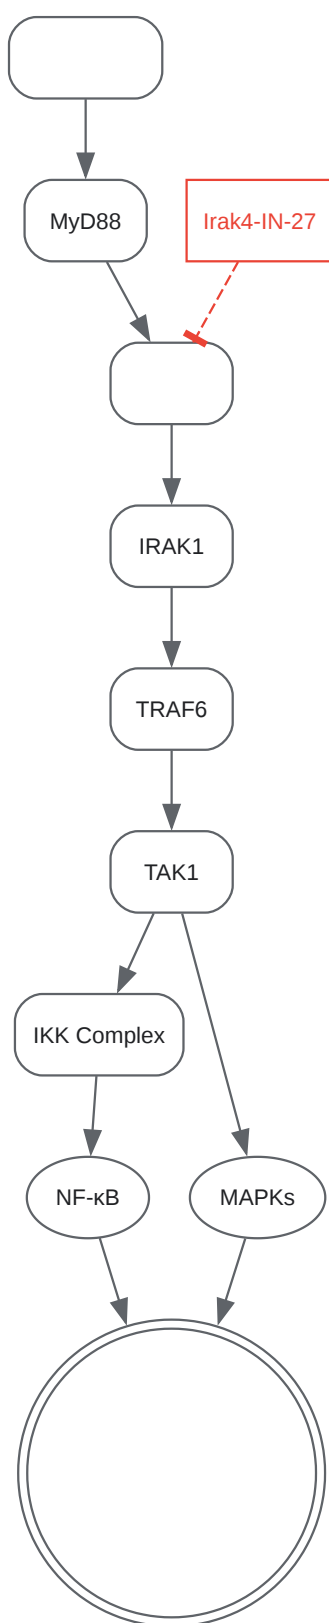 MyD88
Irak4-IN-27
IRAK1
TRAF6
TAK1
IKK Complex
NF-κB
MAPKs